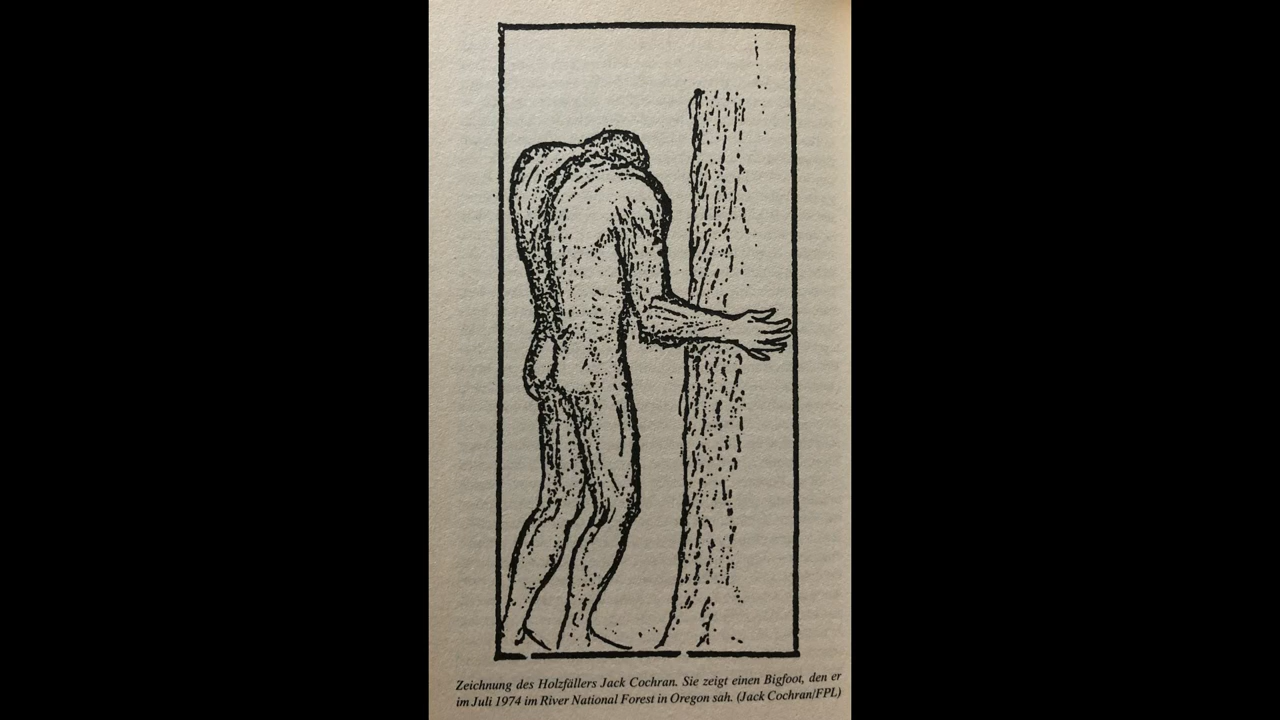 Zeichnung des Holzfällers Jack Cochran. Sie zeigt einen Bigfoot, den er
im Juli 1974 im River National Forest in Oregon sah. (Jack Cochran/FPL)